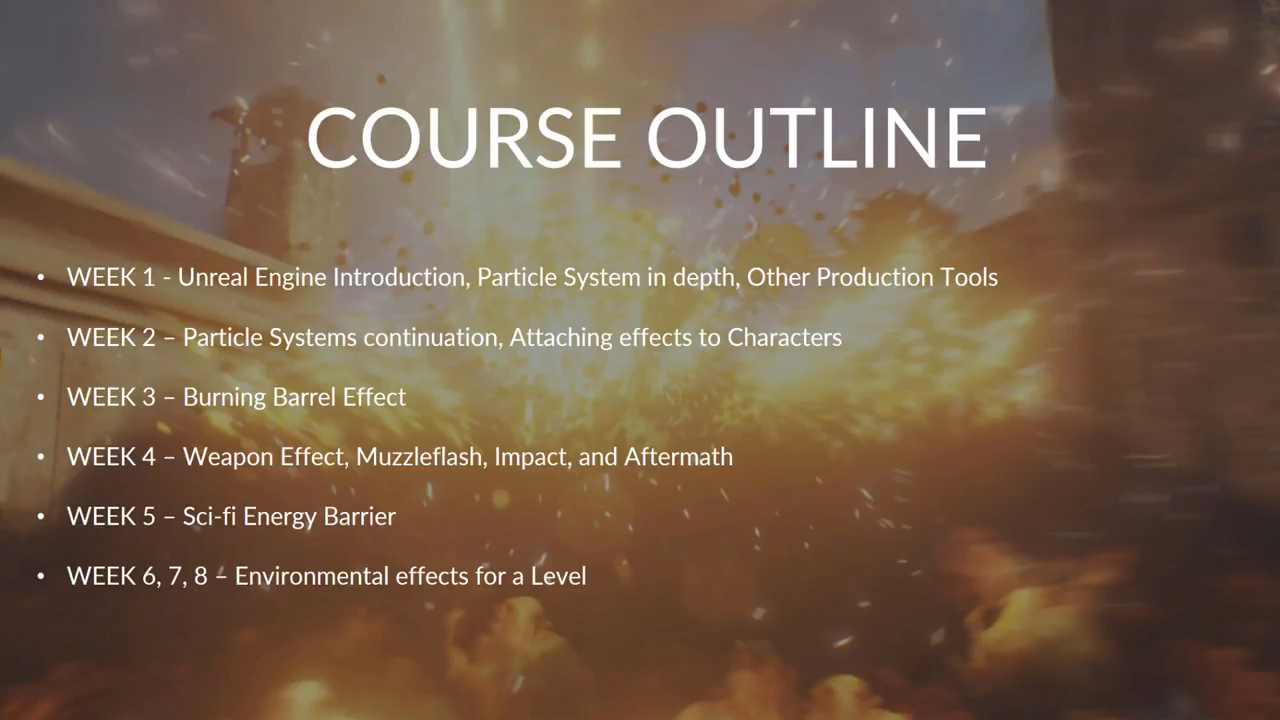 COURSE OUTLINE
• WEEK 1 - Unreal Engine Introduction, Particle System in depth, Other Production Tools
• WEEK 2 – Particle Systems continuation, Attaching effects to Characters
• WEEK 3 – Burning Barrel Effect
• WEEK 4 – Weapon Effect, Muzzleflash, Impact, and Aftermath
• WEEK 5 – Sci-fi Energy Barrier
• WEEK 6, 7, 8 – Environmental effects for a Level